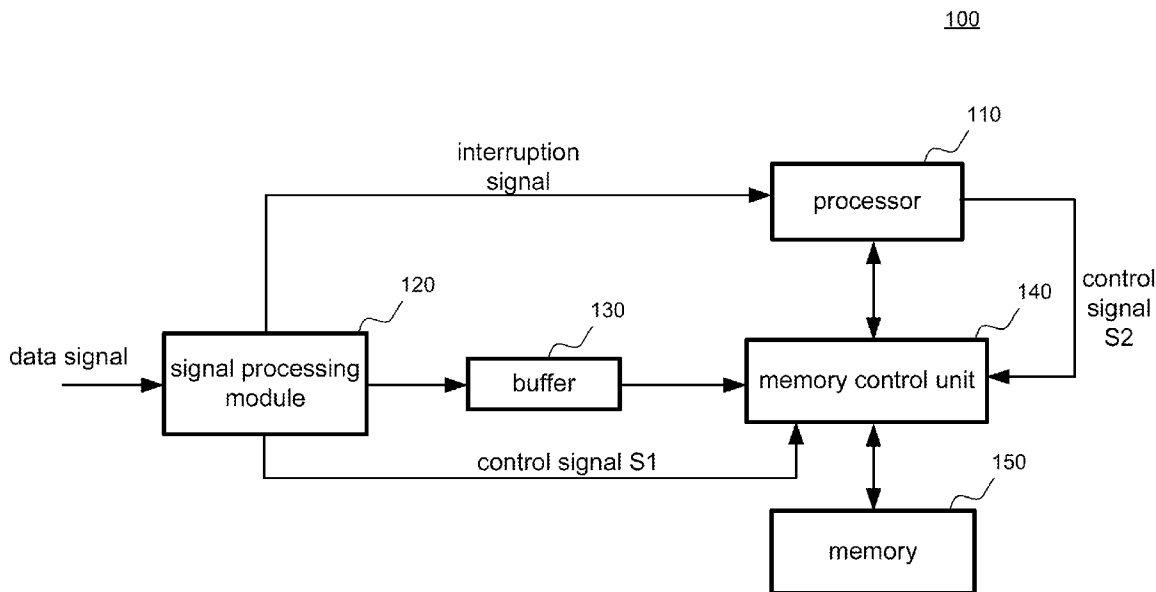 100
110
interruption
signal
processor
120
130
140
control
signal
S2
data signal
signal processing
module
buffer
memory control unit
control signal S1
150
memory